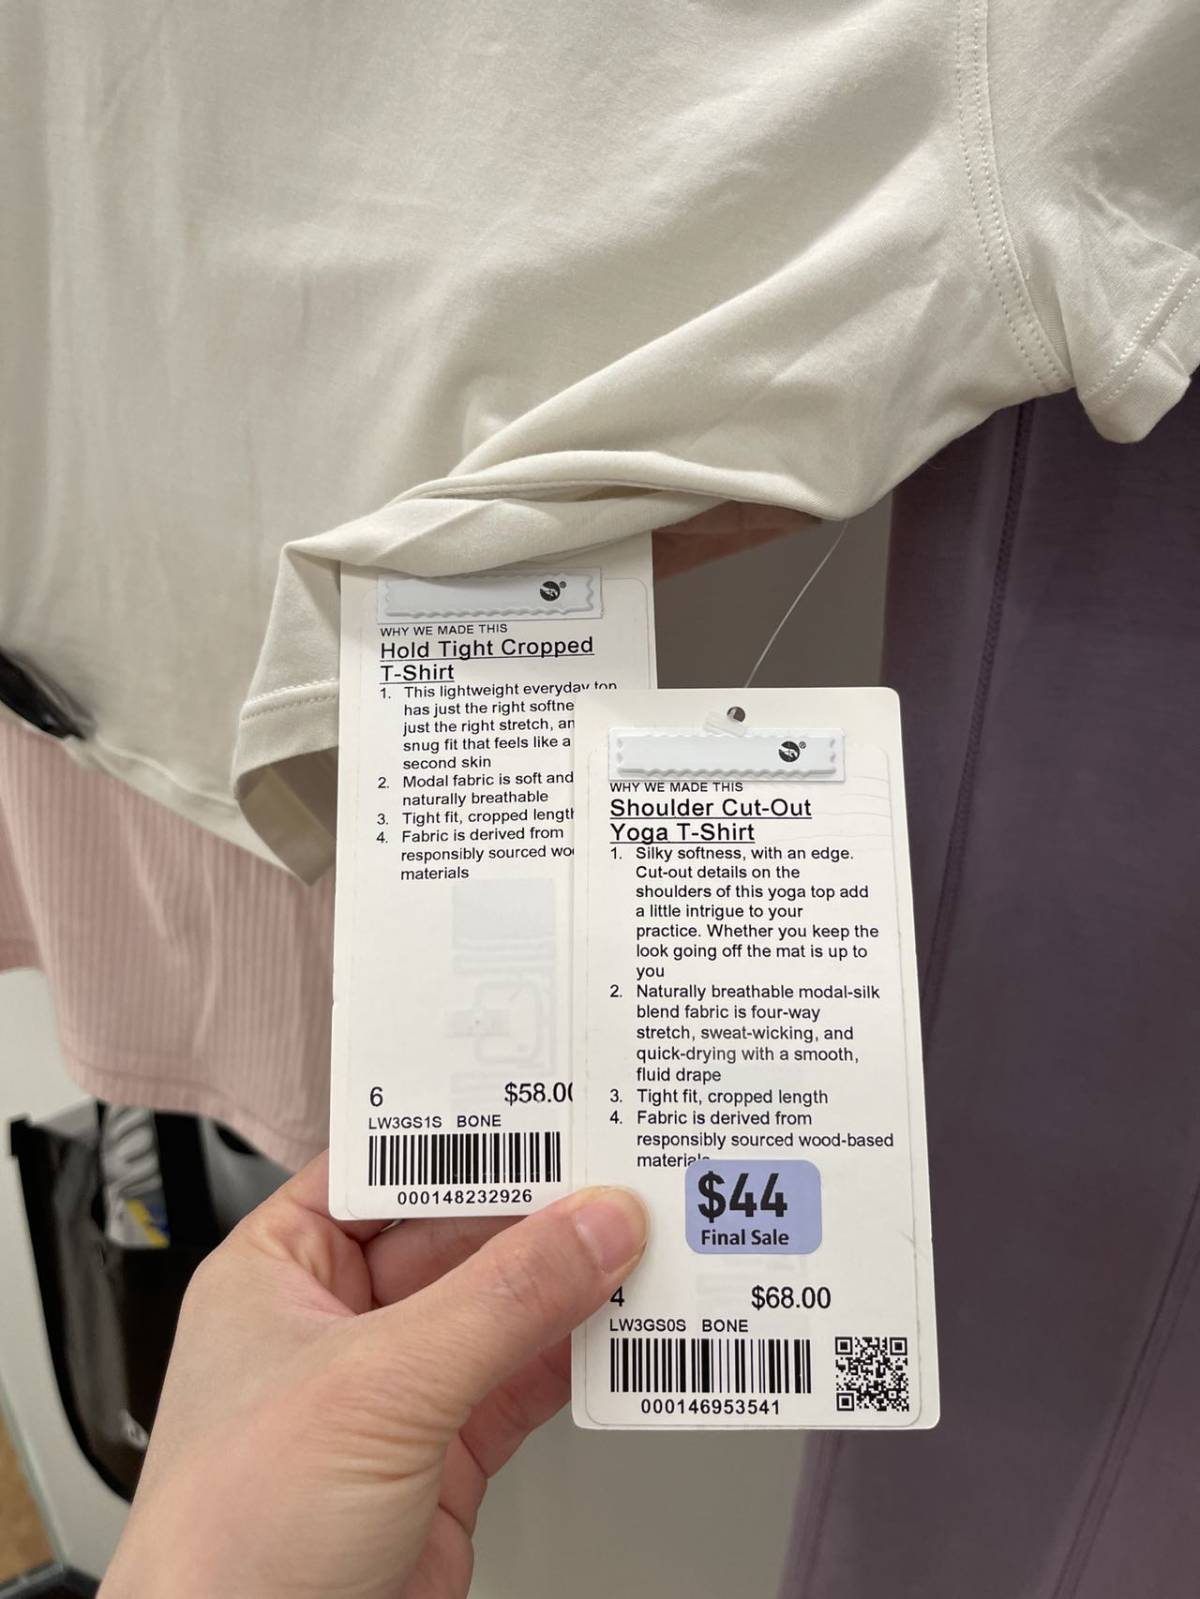 WHY WE MADE THIS
Hold Tight Cropped
T-Shirt
1. This lightweight everyday top
has just the right
just the right stretch,
snug fit that feels like a
second skin
2. Modal fabric is soft and
naturally breathable
3. Tight fit, cropped length
4. Fabric is derived from
responsibly sourced
materials
6 $58.00
LW3GS1S BONE
000148232926
WHY WE MADE THIS
Shoulder Cut-Out
Yoga T-Shirt
1. Silky softness, with an edge.
Cut-out details on the
shoulders of this yoga top add
a little intrigue to your
practice. Whether you keep the
look going off the mat is up to
you
2. Naturally breathable modal-silk
blend fabric is four-way
stretch, sweat-wicking, and
quick-drying with a smooth,
fluid drape
3. Tight fit, cropped length
4. Fabric is derived from
responsibly sourced wood-based
materials
$44
Final Sale
4 $68.00
LW3GS0S BONE
000146953541